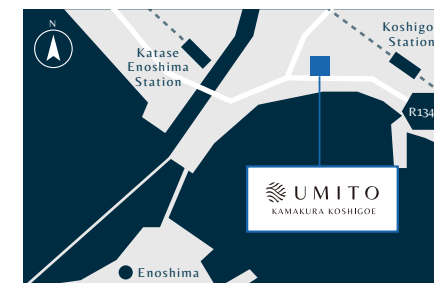 N
Koshigo
Station
Katase
Enoshima
Station
R134
UMITO
KAMAKURA KOSHIGOE
Enoshima